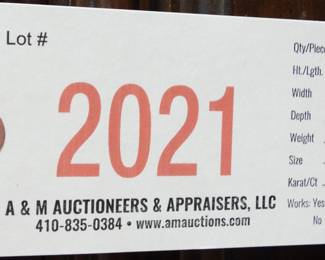 Lot #
2021
A & M AUCTIONEERS & APPRAISERS, LLC
410-835-0384 • www.amauctions.com
Qty/Piec
Ht./Lgth.
Width
Depth
Weight
Size
Karat/Ct
Works: Yes
No